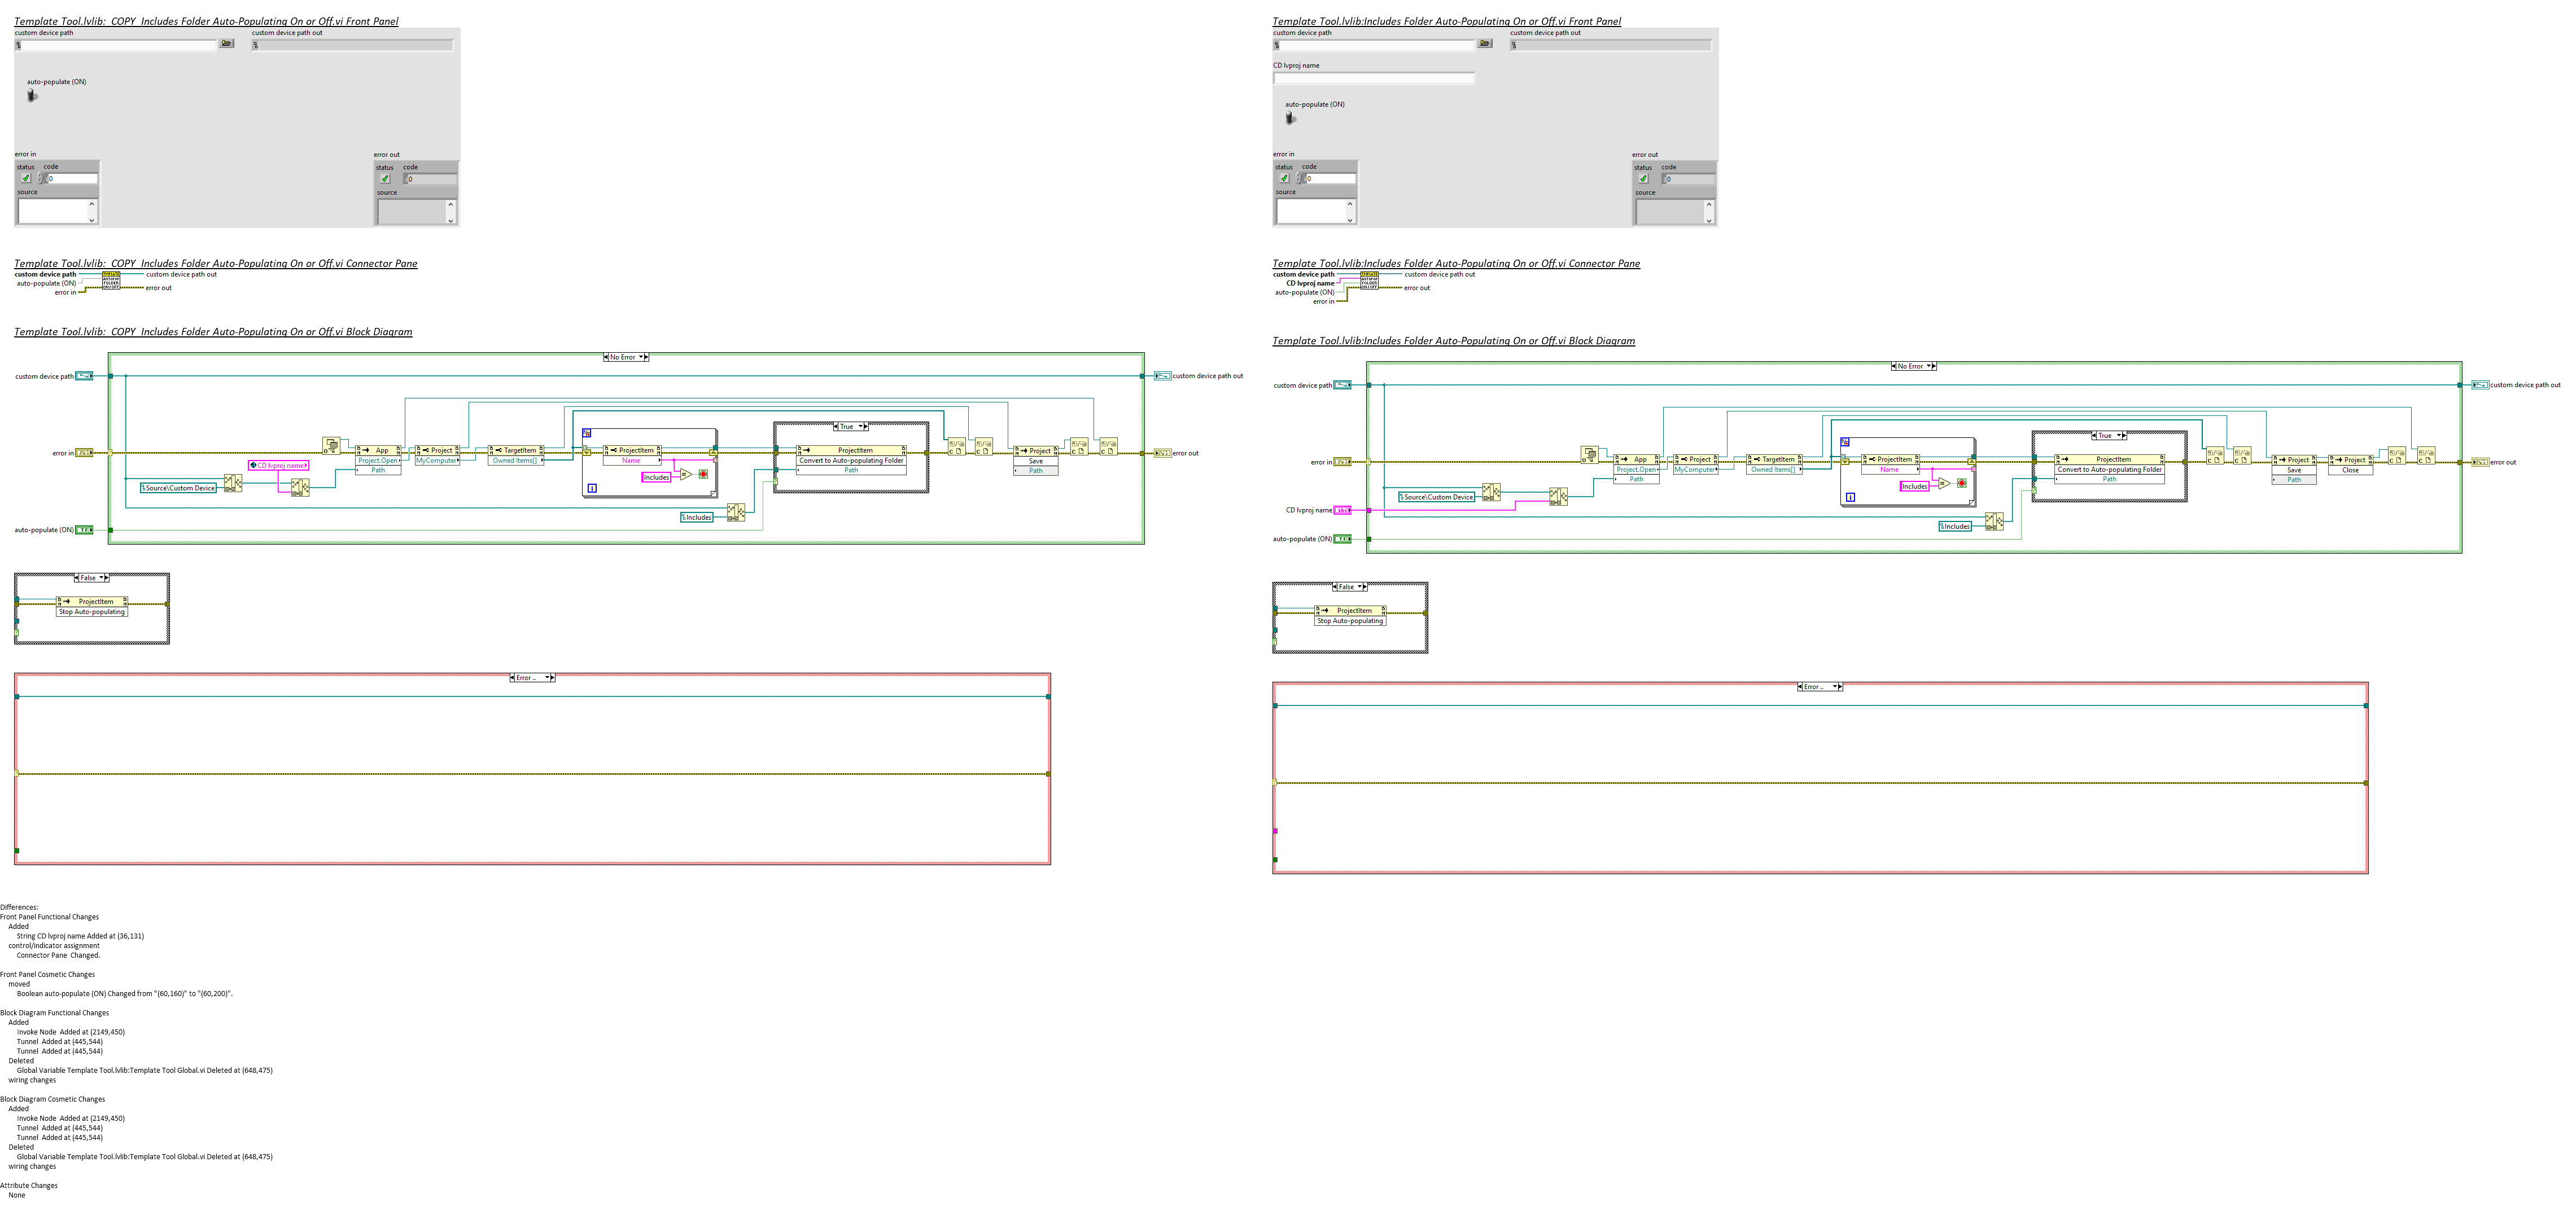 Template Tool.lvlib:  COPY  Includes Folder Auto-Populating On or Off.vi Front Panel
custom device path
custom device path out
auto-populate (ON)
error in
status
code
0
source
error out
status
code
0
source
Template Tool.lvlib:  COPY  Includes Folder Auto-Populating On or Off.vi Connector Pane
custom device path
auto-populate (ON)
error in
custom device path out
error out
Template Tool.lvlib:  COPY  Includes Folder Auto-Populating On or Off.vi Block Diagram
No Error
custom device path
custom device path out
error in
error out
auto-populate (ON)
CD lvproj name
Source\Custom Device
App
Project.Open
Path
Project
MyComputer
TargetItem
Owned Items[]
ProjectItem
Name
Includes
i
True
ProjectItem
Convert to Auto-populating Folder
Path
Includes
Project
Save
Path
False
ProjectItem
Stop Auto-populating
Error ..
Template Tool.lvlib:Includes Folder Auto-Populating On or Off.vi Front Panel
custom device path
custom device path out
CD lvproj name
auto-populate (ON)
error in
status
code
0
source
error out
status
code
0
source
Template Tool.lvlib:Includes Folder Auto-Populating On or Off.vi Connector Pane
custom device path
CD lvproj name
auto-populate (ON)
error in
custom device path out
error out
Template Tool.lvlib:Includes Folder Auto-Populating On or Off.vi Block Diagram
No Error
custom device path
custom device path out
error in
error out
CD lvproj name
auto-populate (ON)
Source\Custom Device
App
Project.Open
Path
Project
MyComputer
TargetItem
Owned Items[]
ProjectItem
Name
Includes
i
True
ProjectItem
Convert to Auto-populating Folder
Path
Includes
Project
Save
Path
Project
Close
False
ProjectItem
Stop Auto-populating
Error ..
Differences:
Front Panel Functional Changes
Added
String CD lvproj name Added at (36,131)
control/indicator assignment
Connector Pane  Changed.
Front Panel Cosmetic Changes
moved
Boolean auto-populate (ON) Changed from "(60,160)" to "(60,200)".
Block Diagram Functional Changes
Added
Invoke Node  Added at (2149,450)
Tunnel  Added at (445,544)
Tunnel  Added at (445,544)
Deleted
Global Variable Template Tool.lvlib:Template Tool Global.vi Deleted at (648,475)
wiring changes
Block Diagram Cosmetic Changes
Added
Invoke Node  Added at (2149,450)
Tunnel  Added at (445,544)
Tunnel  Added at (445,544)
Deleted
Global Variable Template Tool.lvlib:Template Tool Global.vi Deleted at (648,475)
wiring changes
Attribute Changes
None